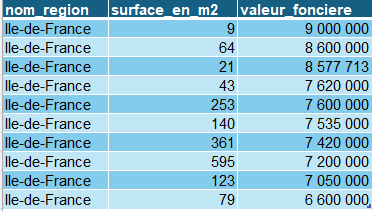 nom_region surface_en_m2 valeur_fonciere
Ile-de-France 9 9 000 000
Ile-de-France 64 8 600 000
Ile-de-France 21 8 577 713
Ile-de-France 43 7 620 000
Ile-de-France 253 7 600 000
Ile-de-France 140 7 535 000
Ile-de-France 361 7 420 000
Ile-de-France 595 7 200 000
Ile-de-France 123 7 050 000
Ile-de-France 79 6 600 000